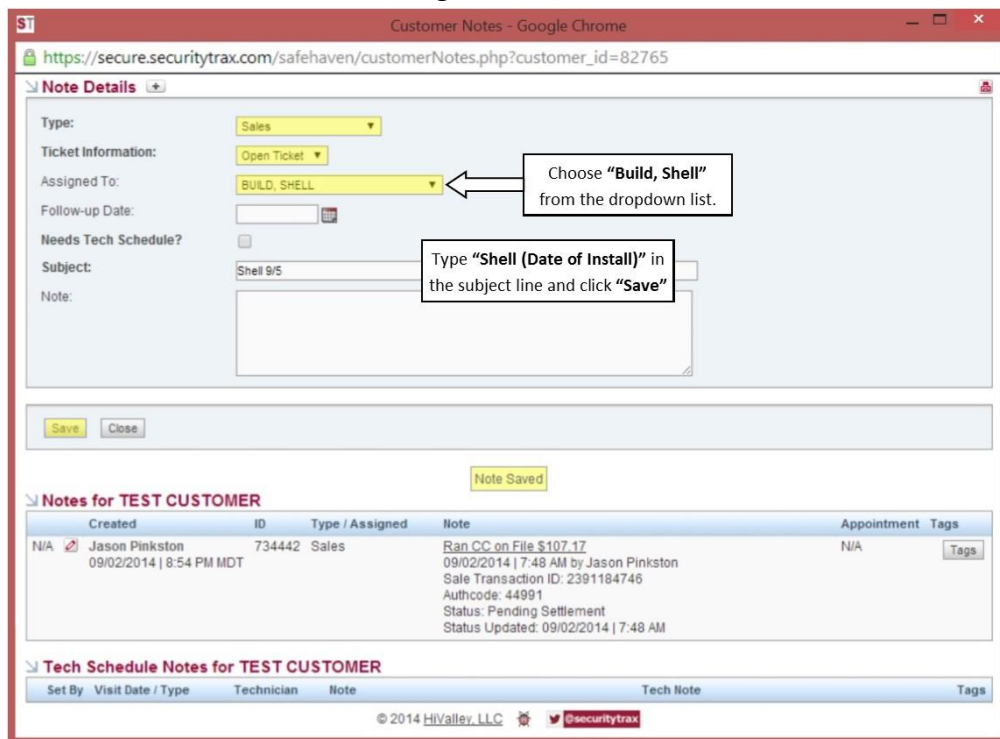 ST Customer Notes - Google Chrome
https://secure.securitytrax.com/safehaven/customerNotes.php?customer_id=82765
Note Details +
Type: Sales
Ticket Information: Open Ticket
Assigned To: BUILD, SHELL
Choose “Build, Shell”
from the dropdown list.
Follow-up Date:
Needs Tech Schedule?
Subject: Shell 9/5
Type “Shell (Date of Install)” in
the subject line and click “Save”
Note:
Save Close
Note Saved
Notes for TEST CUSTOMER
Created ID Type / Assigned Note Appointment Tags
N/A Jason Pinkston 734442 Sales Ran CC on File $107.17 N/A Tags
09/02/2014 | 8:54 PM MDT 09/02/2014 | 7:48 AM by Jason Pinkston
Sale Transaction ID: 2391184746
Authcode: 44991
Status: Pending Settlement
Status Updated: 09/02/2014 | 7:48 AM
Tech Schedule Notes for TEST CUSTOMER
Set By Visit Date / Type Technician Note Tech Note Tags
© 2014 HiValley, LLC @securitytrax